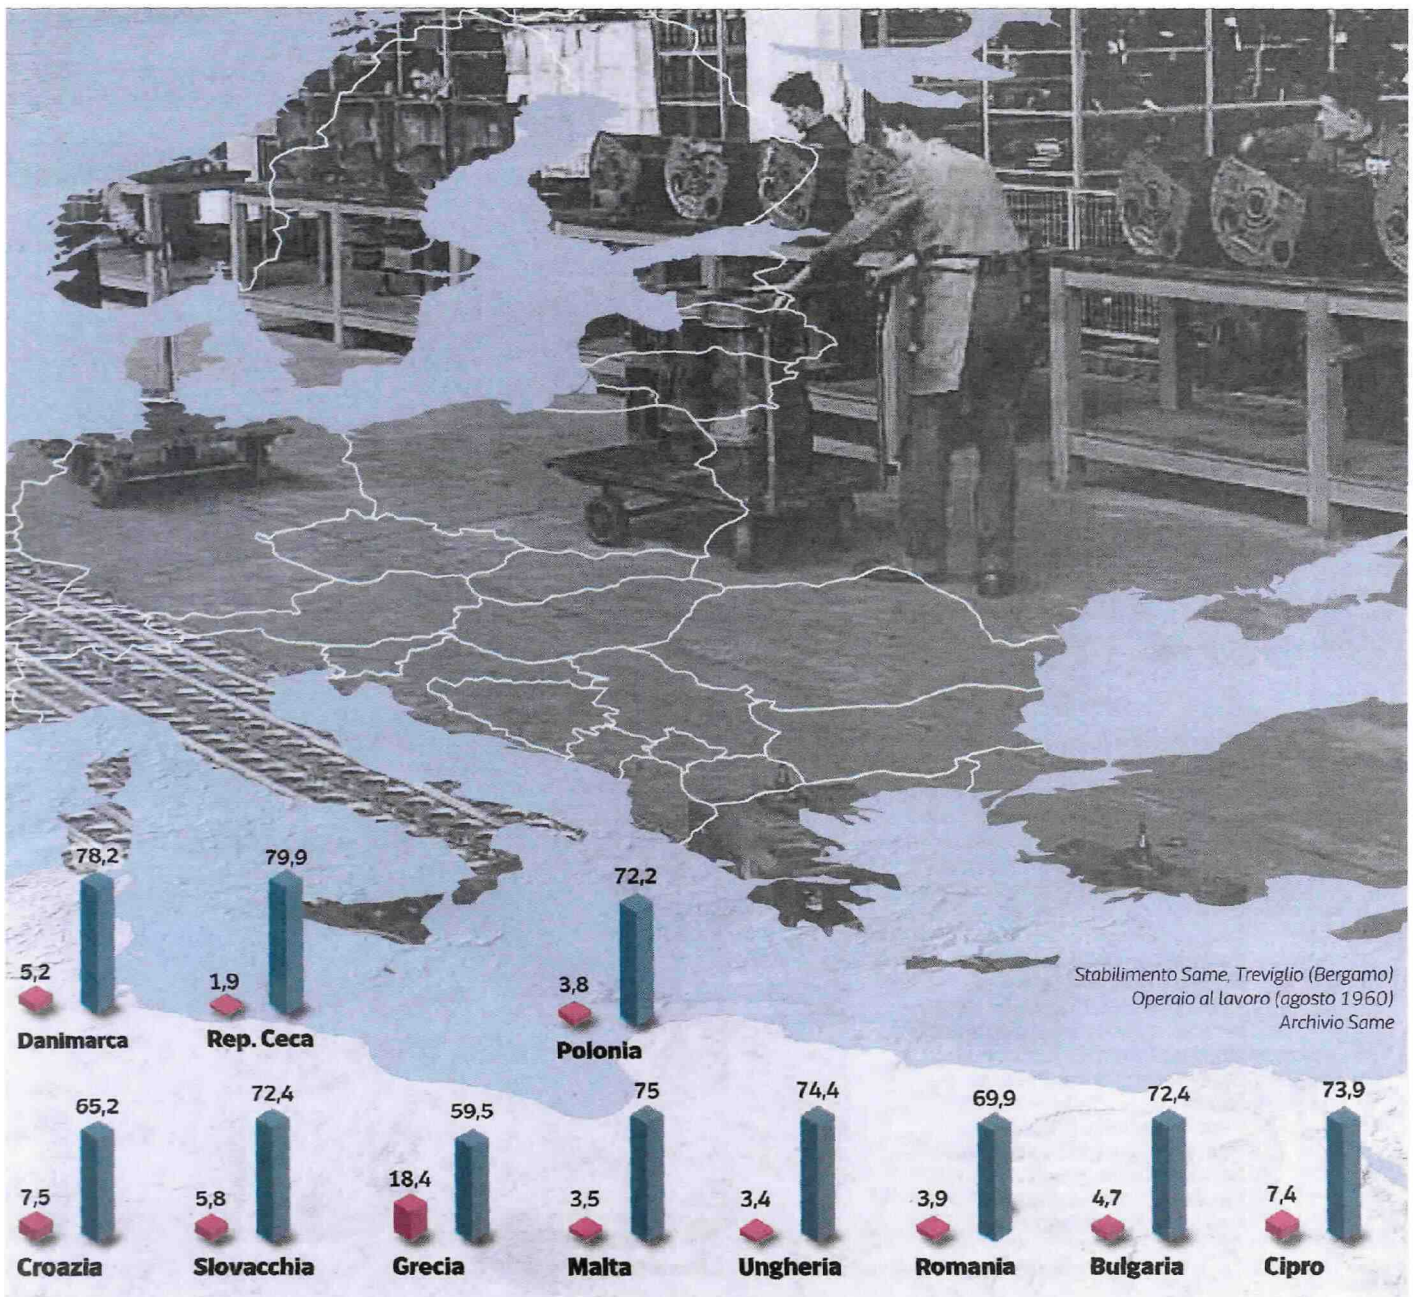 78,2
79,9
72,2
5,2
1,9
3,8
Danimarca
Rep. Ceca
Polonia
Stabilimento Same, Treviglio (Bergamo)
Operaio al lavoro (agosto 1960)
Archivio Same
65,2
72,4
59,5
75
74,4
69,9
72,4
73,9
7,5
5,8
18,4
3,5
3,4
3,9
4,7
7,4
Croazia
Slovacchia
Grecia
Malta
Ungheria
Romania
Bulgaria
Cipro